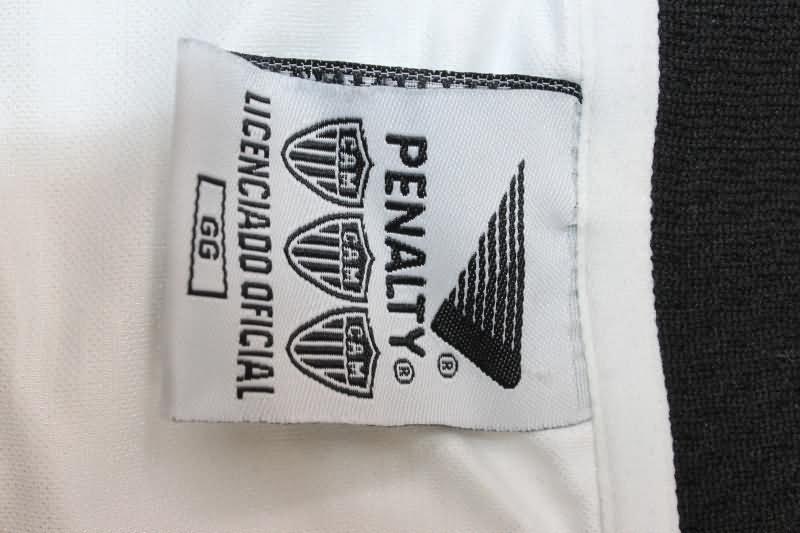 PENALTY®
®
CAM CAM CAM
LICENCIADO OFICIAL
GG